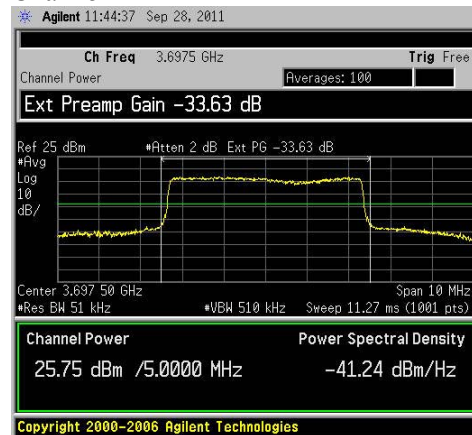 Agilent 11:44:37 Sep 28, 2011
Ch Freq 3.6975 GHz Trig Free
Channel Power Averages: 100
Ext Preamp Gain -33.63 dB
Ref 25 dBm #Atten 2 dB Ext PG -33.63 dB
#Avg
Log
10
dB/
Center 3.697 50 GHz Span 10 MHz
#Res BW 51 kHz #VBW 510 kHz Sweep 11.27 ms (1001 pts)
Channel Power Power Spectral Density
25.75 dBm /5.0000 MHz -41.24 dBm/Hz
Copyright 2000-2006 Agilent Technologies